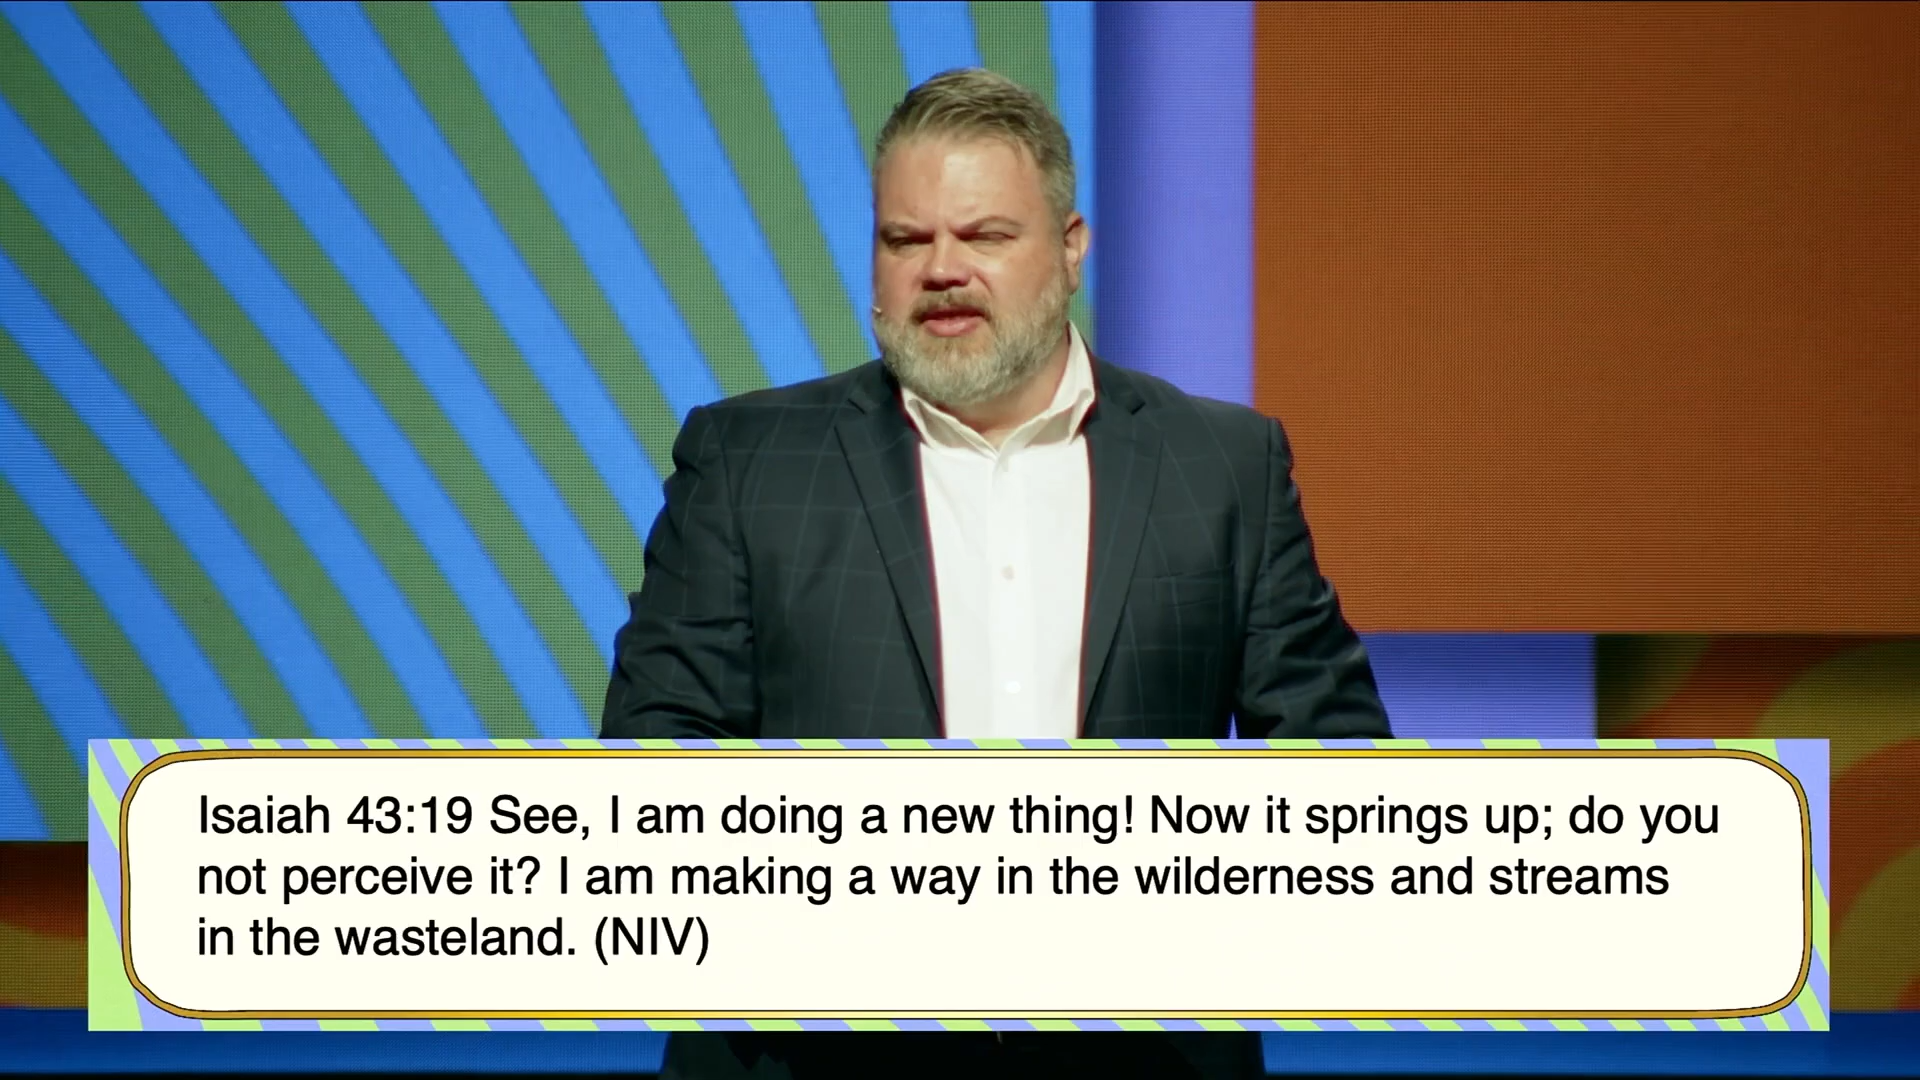 Isaiah 43:19 See, I am doing a new thing! Now it springs up; do you
not perceive it? I am making a way in the wilderness and streams
in the wasteland. (NIV)